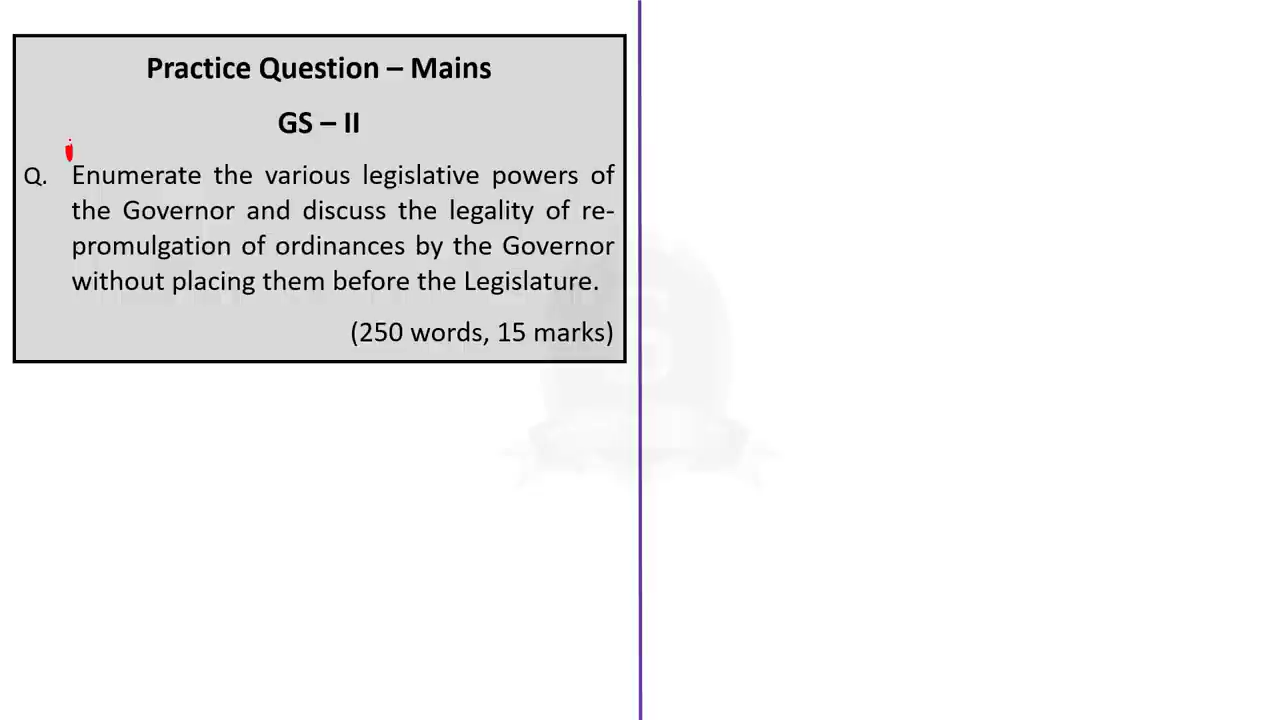 Practice Question – Mains
GS – II
Q. Enumerate the various legislative powers of
the Governor and discuss the legality of re-
promulgation of ordinances by the Governor
without placing them before the Legislature.
(250 words, 15 marks)